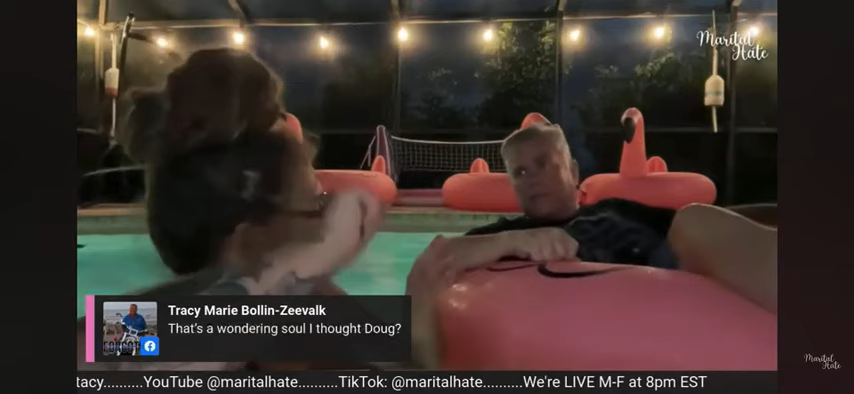 Marital
Hate
Tracy Marie Bollin-Zeevalk
That's a wondering soul I thought Doug?
Marital
Hate
tacy..........YouTube @maritalhate..........TikTok: @maritalhate..........We're LIVE M-F at 8pm EST